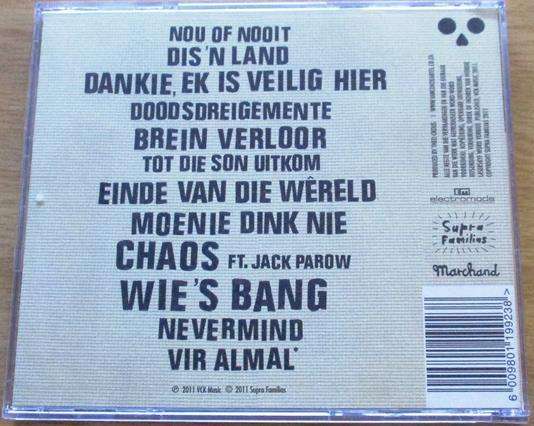 NOU OF NOOIT
DIS 'N LAND
DANKIE, EK IS VEILIG HIER
DOODSDREIGEMENTE
BREIN VERLOOR
TOT DIE SON UITKOM
EINDE VAN DIE WÊRELD
MOENIE DINK NIE
CHAOS FT. JACK PAROW
WIE'S BANG
NEVERMIND
VIR ALMAL*
℗ 2011 VCK Music © 2011 Supra Familias
EM
electromode
Supra
Familias
Marchand
6 009801 199238 >